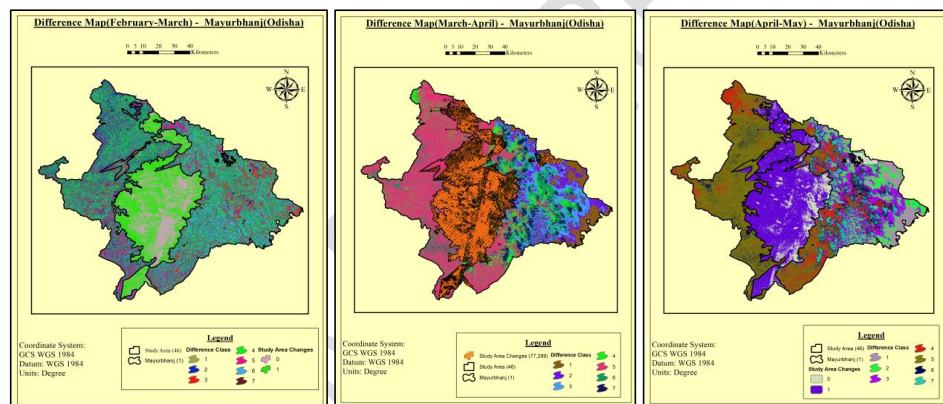 Difference Map(February-March) - Mayurbhanj(Odisha)
0 5 10 20 30 40
Kilometers
N
W E
S
Coordinate System:
GCS WGS 1984
Datum: WGS 1984
Units: Degree
Legend
Study Area (46)
Mayurbhanj (1)
Difference Class
1
2
3
4
5
6
7
Study Area Changes
0
1
Difference Map(March-April) - Mayurbhanj(Odisha)
0 5 10 20 30 40
Kilometers
N
W E
S
Coordinate System:
GCS WGS 1984
Datum: WGS 1984
Units: Degree
Legend
Study Area Changes (77,289)
Study Area (46)
Mayurbhanj (1)
Difference Class
1
2
3
4
5
6
7
Difference Map(April-May) - Mayurbhanj(Odisha)
0 5 10 20 30 40
Kilometers
N
W E
S
Coordinate System:
GCS WGS 1984
Datum: WGS 1984
Units: Degree
Legend
Study Area (46)
Mayurbhanj (1)
Study Area Changes
0
1
Difference Class
1
2
3
4
5
6
7